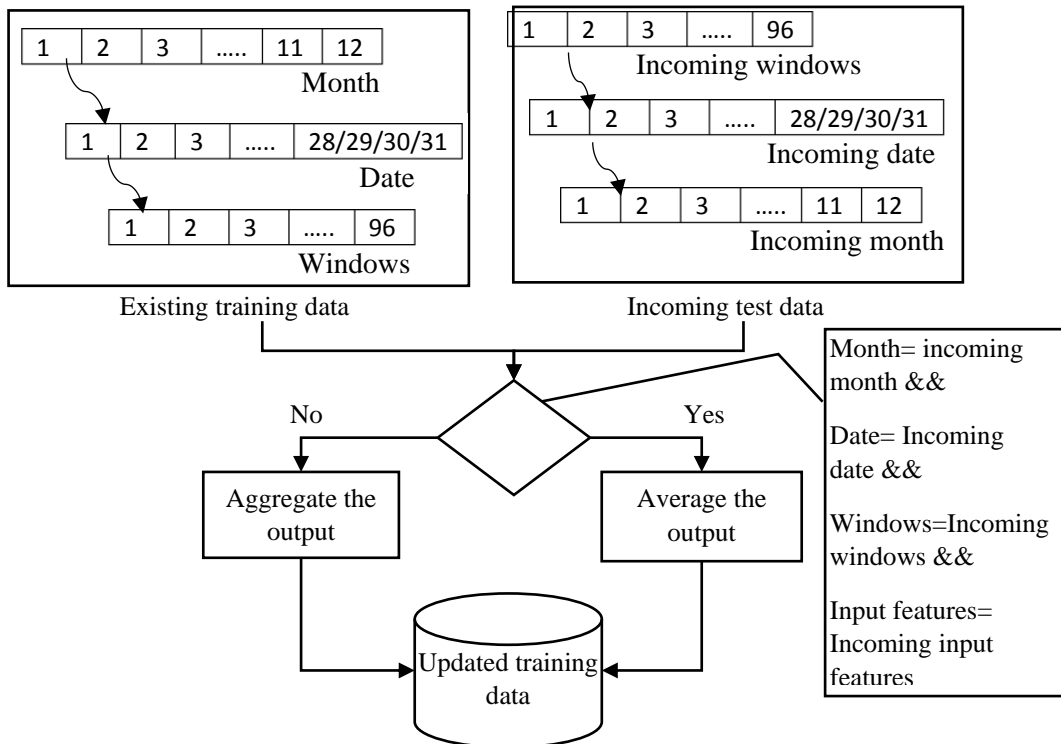 1 2 3 ..... 11 12
Month
1 2 3 ..... 28/29/30/31
Date
1 2 3 ..... 96
Windows
Existing training data
1 2 3 ..... 96
Incoming windows
1 2 3 ..... 28/29/30/31
Incoming date
1 2 3 ..... 11 12
Incoming month
Incoming test data
Month= incoming
month &&
Date= Incoming
date &&
Windows=Incoming
windows &&
Input features=
Incoming input
features
No
Yes
Aggregate the
output
Average the
output
Updated training
data